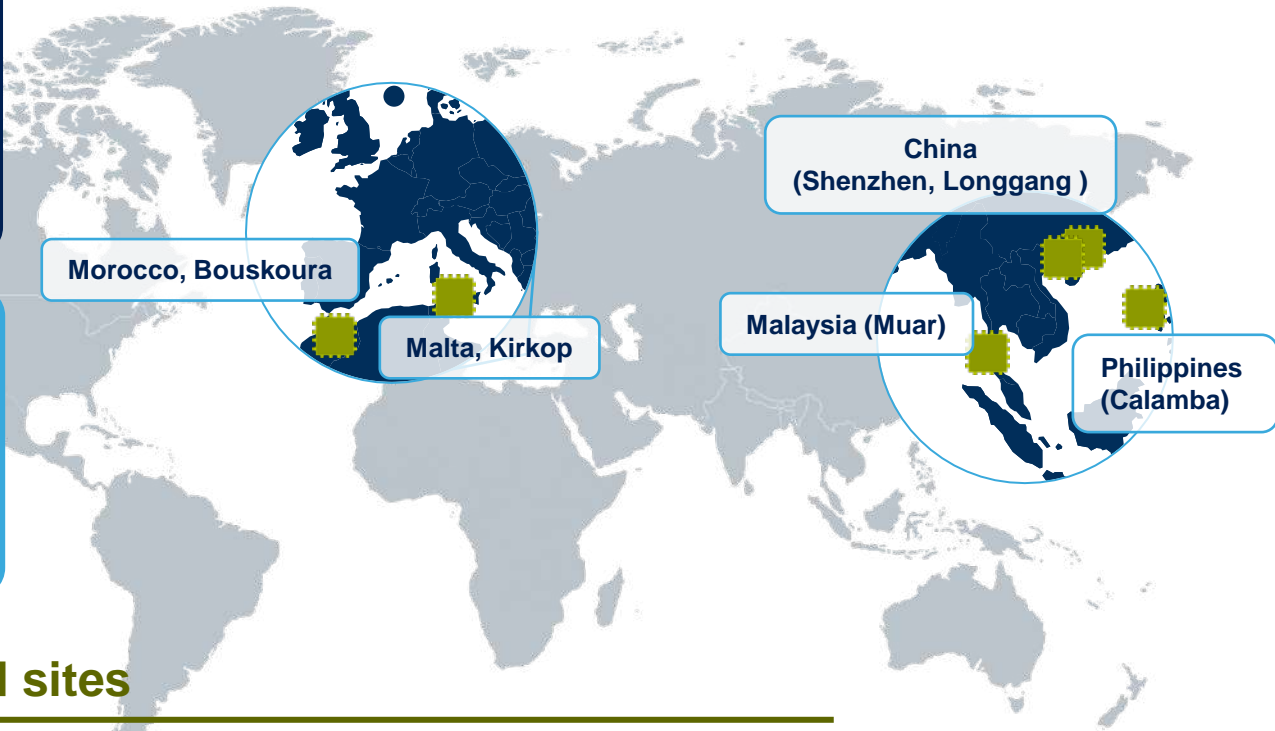 China
(Shenzhen, Longgang )
Morocco, Bouskoura
Malta, Kirkop
Malaysia (Muar)
Philippines
(Calamba)
sites